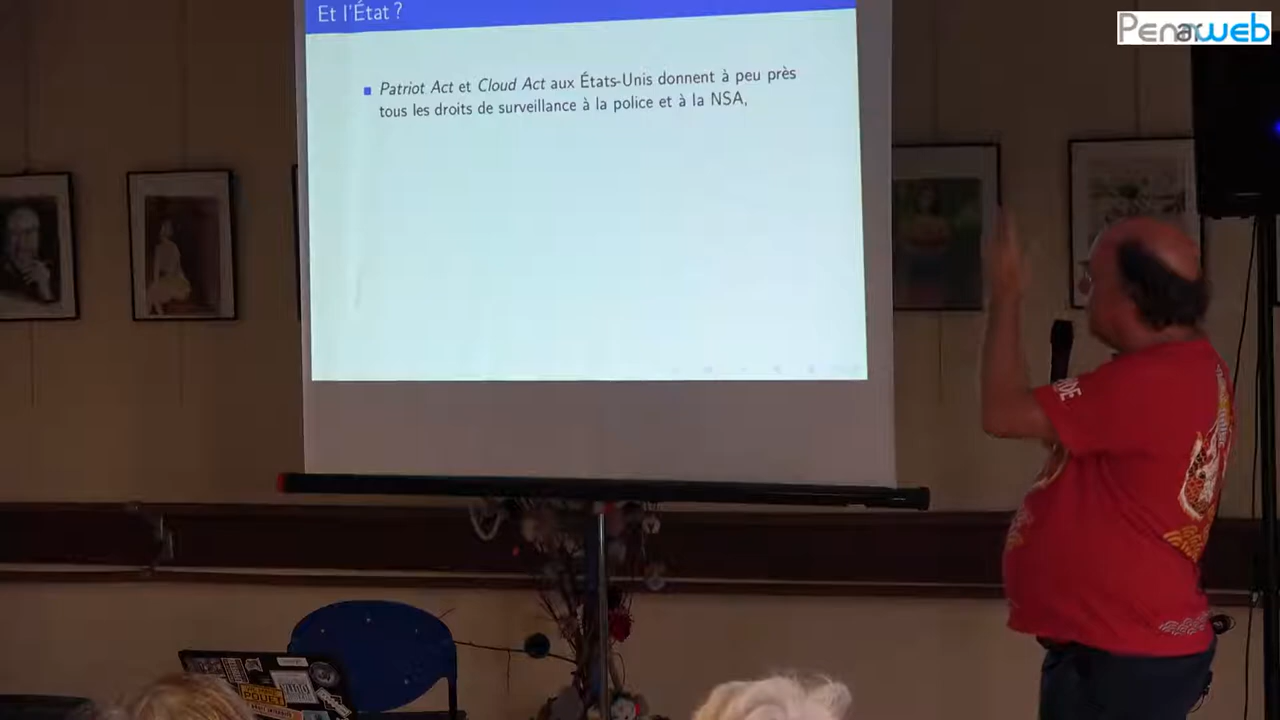 Et l'État ?
Penarweb
Patriot Act et Cloud Act aux États-Unis donnent à peu près
tous les droits de surveillance à la police et à la NSA,
POUET